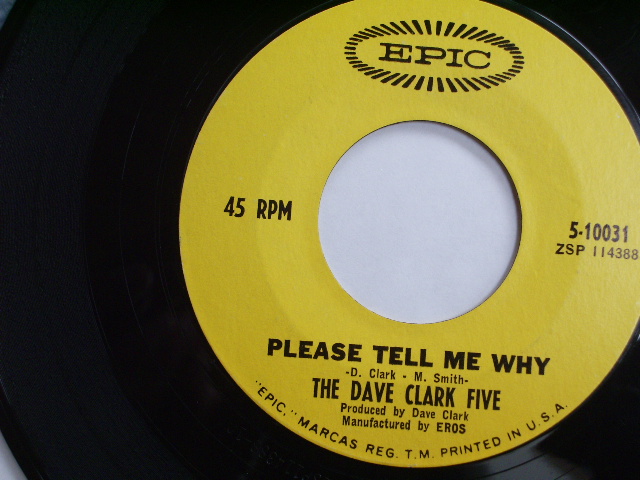 EPIC
45 RPM
5-10031
ZSP 114388
PLEASE TELL ME WHY
-D. Clark - M. Smith-
THE DAVE CLARK FIVE
Produced by Dave Clark
Manufactured by EROS
"EPIC," MARCAS REG. T.M. PRINTED IN U.S.A.